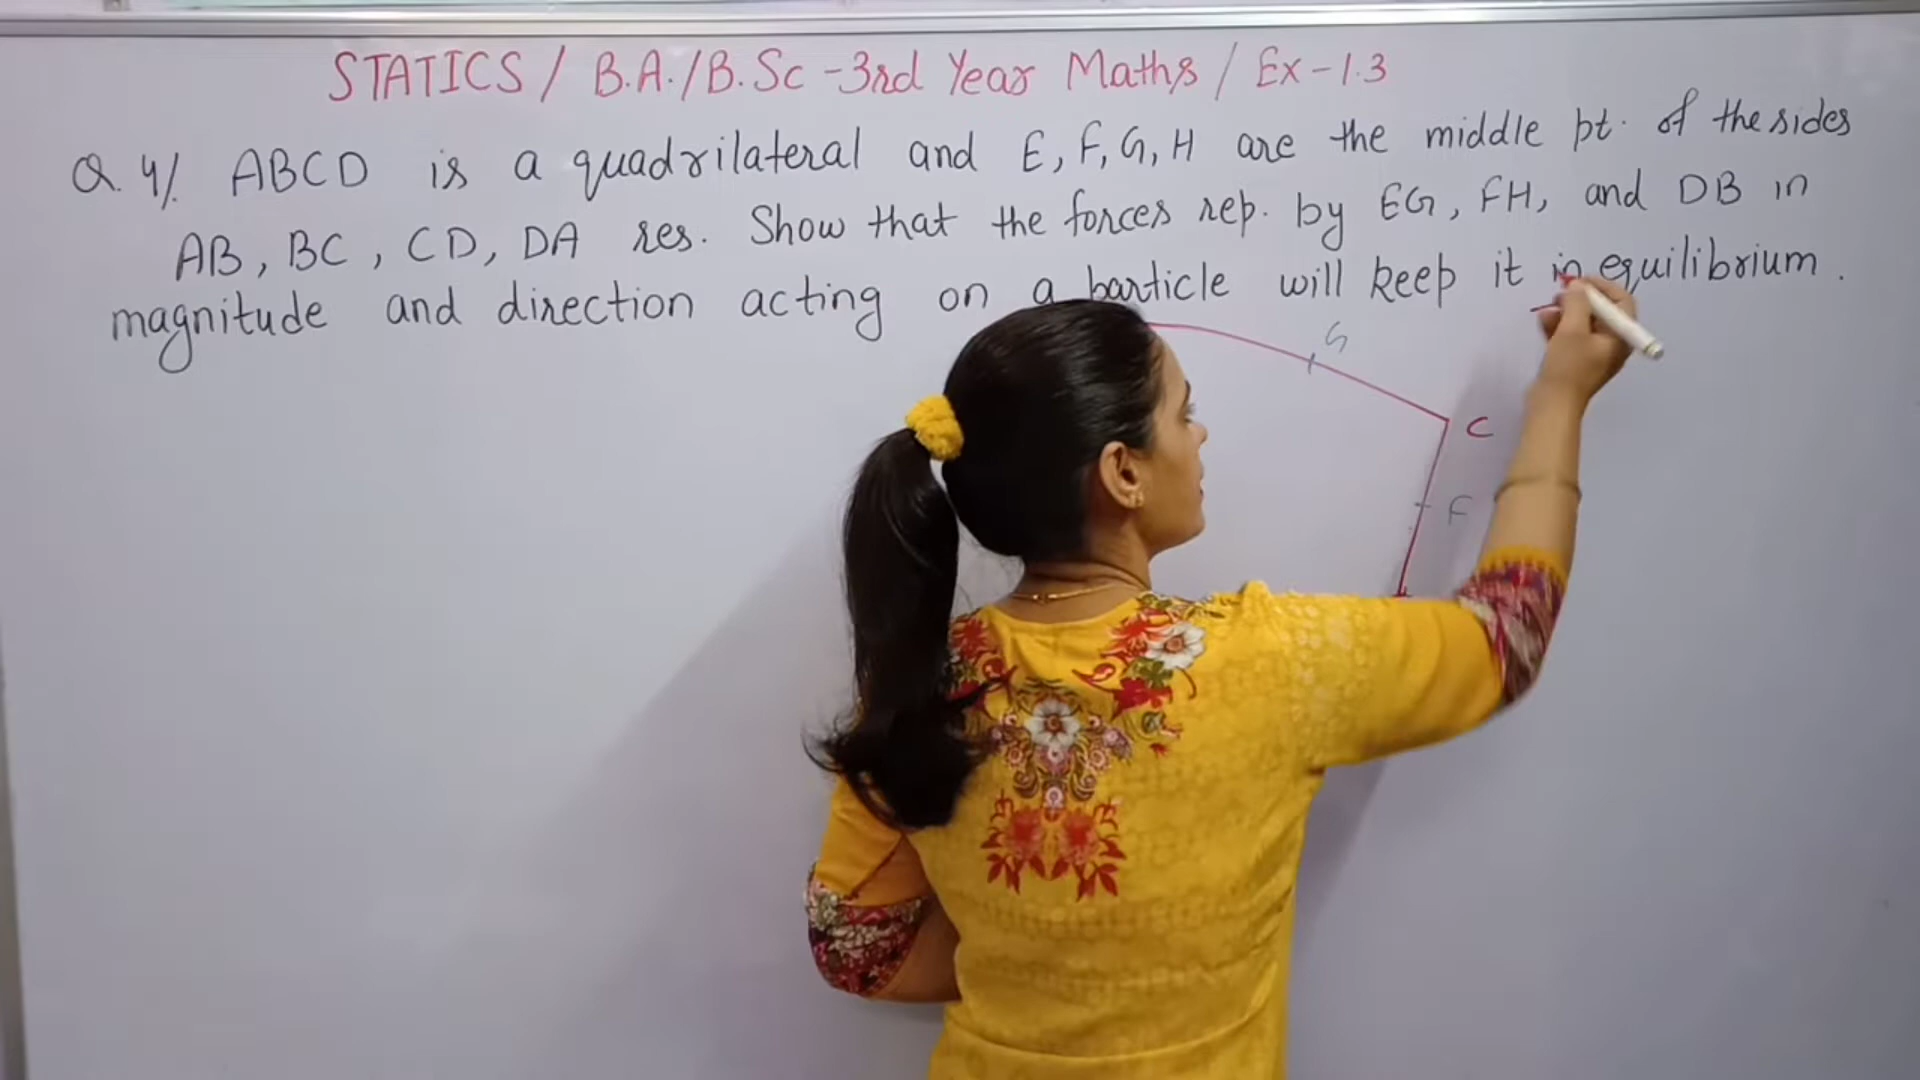 STATICS / B.A./B.Sc -3rd Year Maths / Ex-1.3
Q.4/. ABCD is a quadrilateral and E, F, G, H are the middle pt. of the sides
AB, BC, CD, DA res. Show that the forces rep. by EG, FH, and DB in
magnitude and direction acting on a particle will keep it in equilibrium.
G
C
F